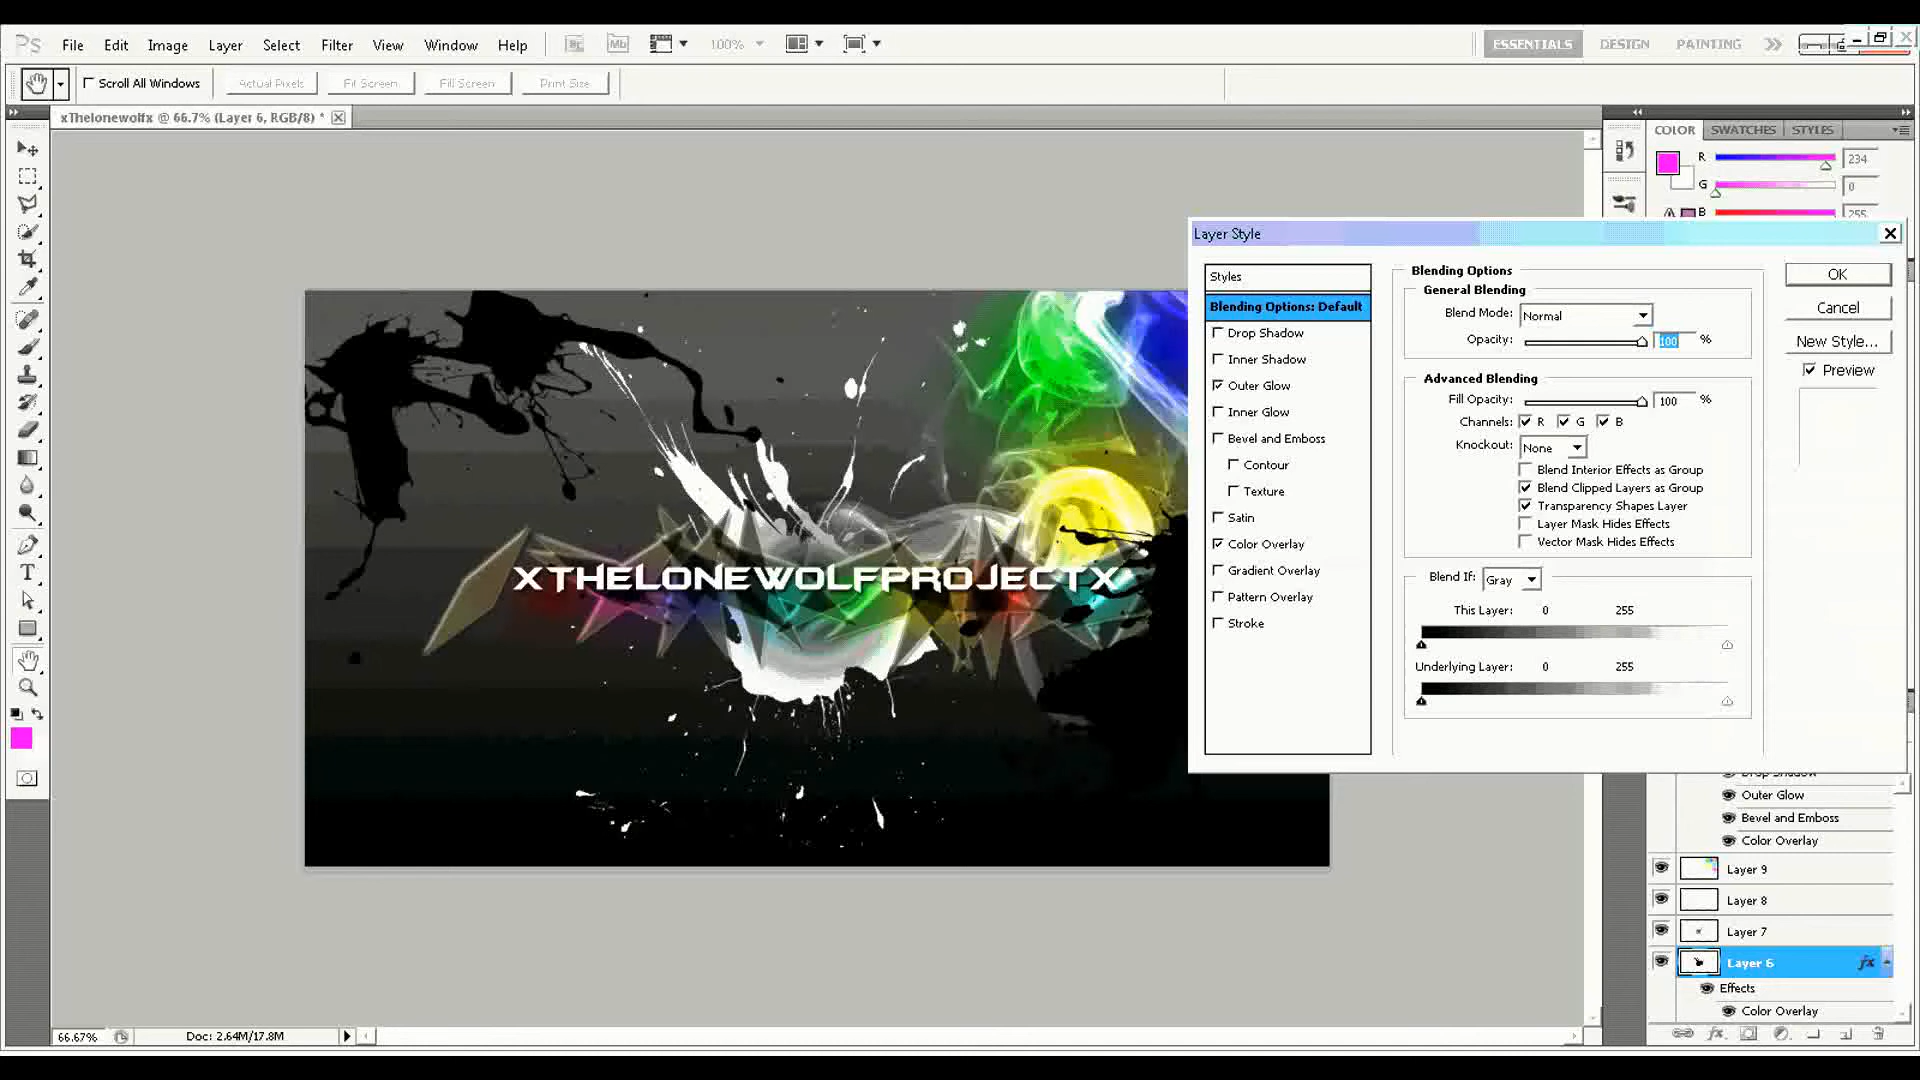 Ps File Edit Image Layer Select Filter View Window Help Br Mb 100% ESSENTIALS DESIGN PAINTING
Scroll All Windows Actual Pixels Fit Screen Fill Screen Print Size
xThelonewolfx @ 66.7% (Layer 6, RGB/8) *
COLOR SWATCHES STYLES
R 234
G 0
B 255
Layer Style
Styles
Blending Options: Default
Drop Shadow
Inner Shadow
Outer Glow
Inner Glow
Bevel and Emboss
Contour
Texture
Satin
Color Overlay
Gradient Overlay
Pattern Overlay
Stroke
Blending Options
General Blending
Blend Mode: Normal
Opacity: 100 %
Advanced Blending
Fill Opacity: 100 %
Channels: R G B
Knockout: None
Blend Interior Effects as Group
Blend Clipped Layers as Group
Transparency Shapes Layer
Layer Mask Hides Effects
Vector Mask Hides Effects
Blend If: Gray
This Layer: 0 255
Underlying Layer: 0 255
OK
Cancel
New Style...
Preview
XTHELONEWOLFPROJECTX
T
Drop Shadow
Outer Glow
Bevel and Emboss
Color Overlay
Layer 9
Layer 8
Layer 7
Layer 6 fx
Effects
Color Overlay
66.67% Doc: 2.64M/17.8M
fx